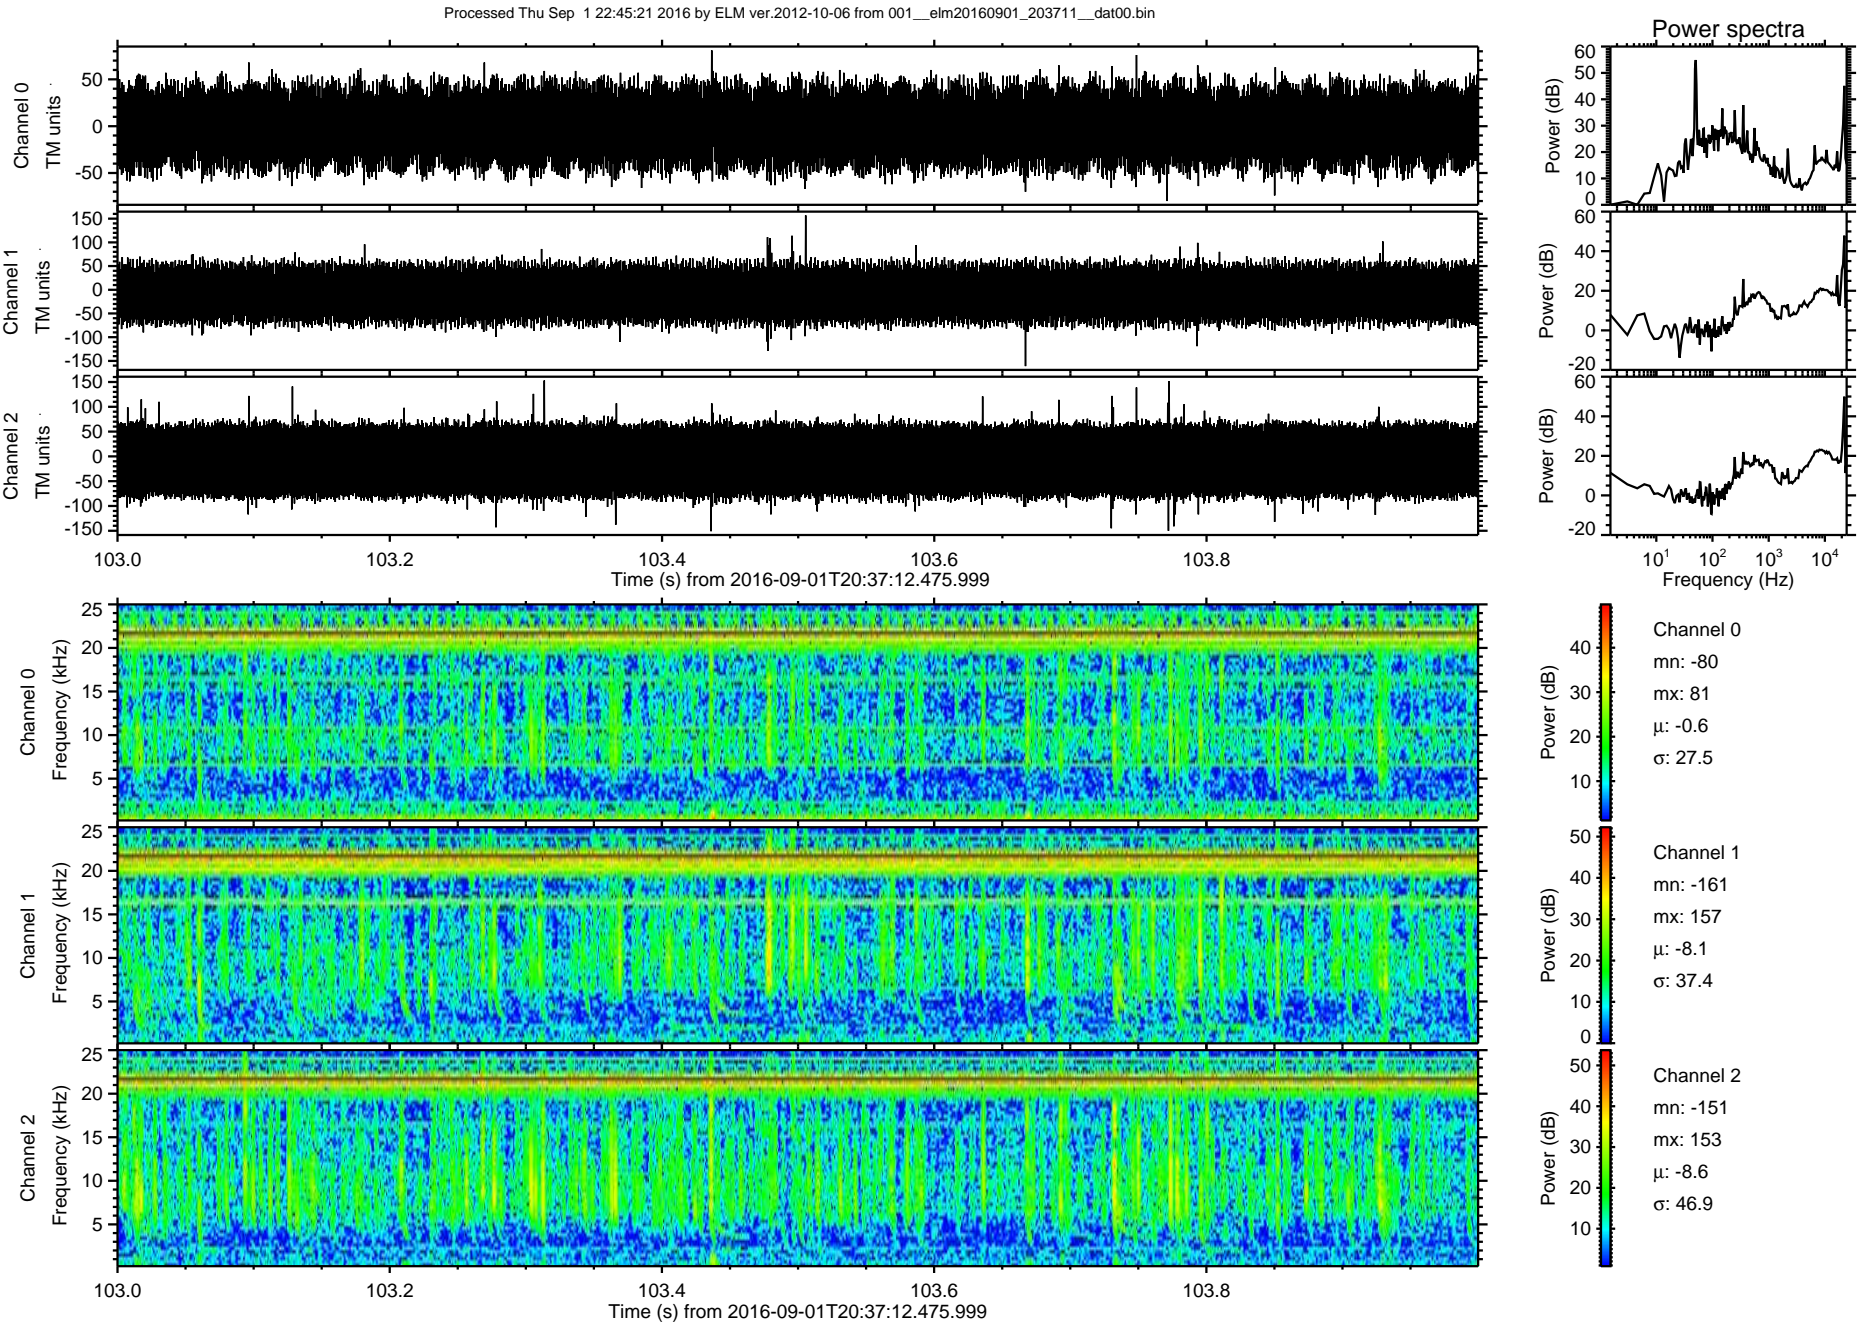 Processed Thu Sep  1 22:45:21 2016 by ELM ver.2012-10-06 from 001__elm20160901_203711__dat00.bin
Power spectra
Channel 0
TM units
50
0
-50
Power (dB)
60
50
40
30
20
10
0
Channel 1
TM units
150
100
50
0
-50
-100
-150
Power (dB)
60
40
20
0
-20
Channel 2
TM units
150
100
50
0
-50
-100
-150
Power (dB)
60
40
20
0
-20
103.0 103.2 103.4 103.6 103.8
Time (s) from 2016-09-01T20:37:12.475.999
10^1 10^2 10^3 10^4
Frequency (Hz)
Channel 0
Frequency (kHz)
25
20
15
10
5
Power (dB)
40
30
20
10
Channel 0
mn: -80
mx: 81
μ: -0.6
σ: 27.5
Channel 1
Frequency (kHz)
25
20
15
10
5
Power (dB)
50
40
30
20
10
0
Channel 1
mn: -161
mx: 157
μ: -8.1
σ: 37.4
Channel 2
Frequency (kHz)
25
20
15
10
5
Power (dB)
50
40
30
20
10
Channel 2
mn: -151
mx: 153
μ: -8.6
σ: 46.9
103.0 103.2 103.4 103.6 103.8
Time (s) from 2016-09-01T20:37:12.475.999